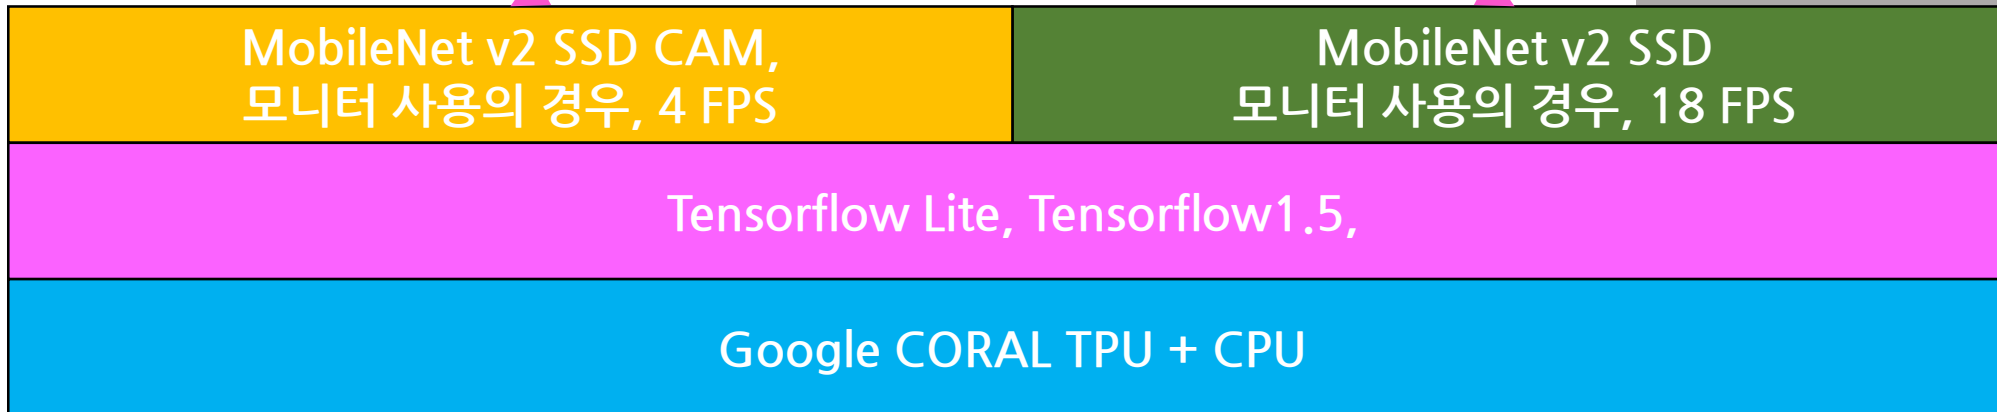 MobileNet v2 SSD CAM,
모니터 사용의 경우, 4 FPS
MobileNet v2 SSD
모니터 사용의 경우, 18 FPS
Tensorflow Lite, Tensorflow1.5,
Google CORAL TPU + CPU